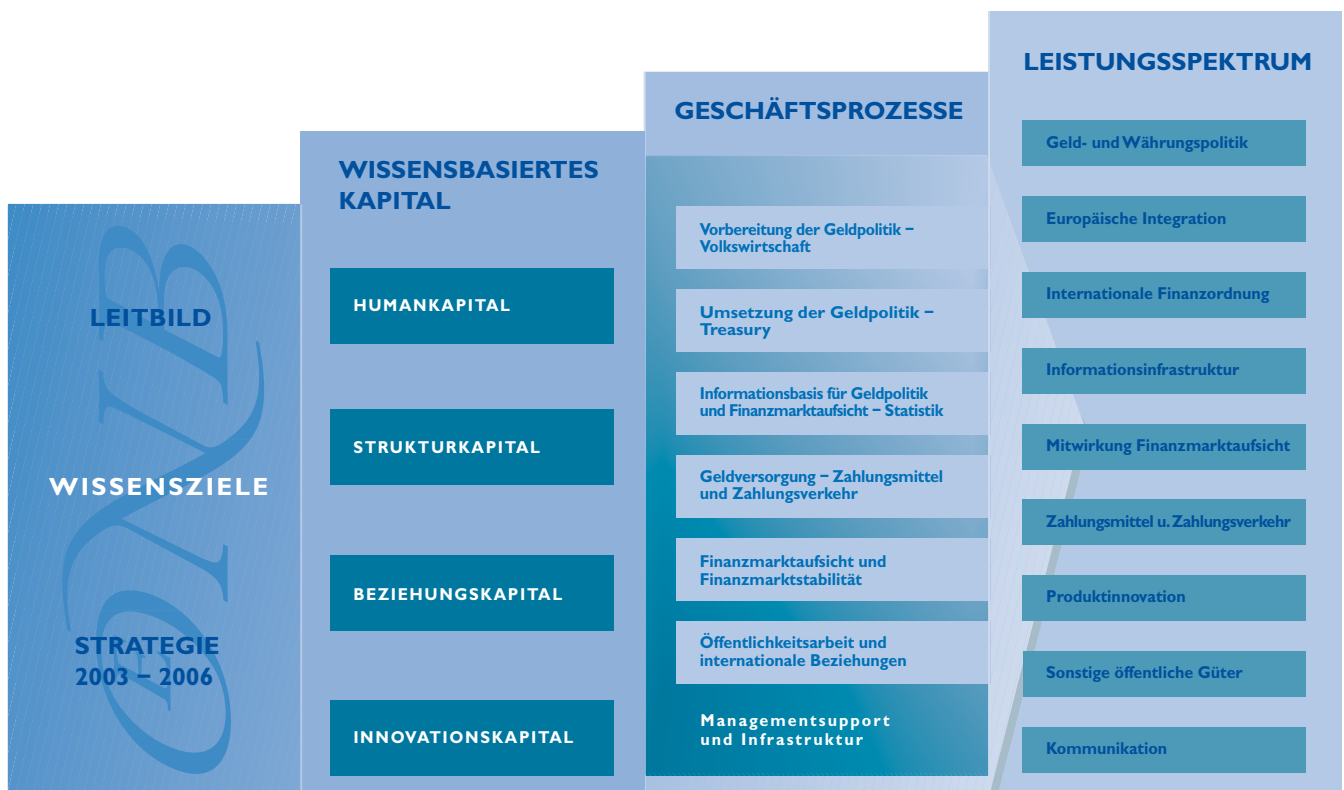 OeNB
LEITBILD
WISSENSZIELE
STRATEGIE
2003 – 2006
WISSENSBASIERTES
KAPITAL
HUMANKAPITAL
STRUKTURKAPITAL
BEZIEHUNGSKAPITAL
INNOVATIONSKAPITAL
GESCHÄFTSPROZESSE
Vorbereitung der Geldpolitik –
Volkswirtschaft
Umsetzung der Geldpolitik –
Treasury
Informationsbasis für Geldpolitik
und Finanzmarktaufsicht – Statistik
Geldversorgung – Zahlungsmittel
und Zahlungsverkehr
Finanzmarktaufsicht und
Finanzmarktstabilität
Öffentlichkeitsarbeit und
internationale Beziehungen
Managementsupport
und Infrastruktur
LEISTUNGSSPEKTRUM
Geld- und Währungspolitik
Europäische Integration
Internationale Finanzordnung
Informationsinfrastruktur
Mitwirkung Finanzmarktaufsicht
Zahlungsmittel u. Zahlungsverkehr
Produktinnovation
Sonstige öffentliche Güter
Kommunikation